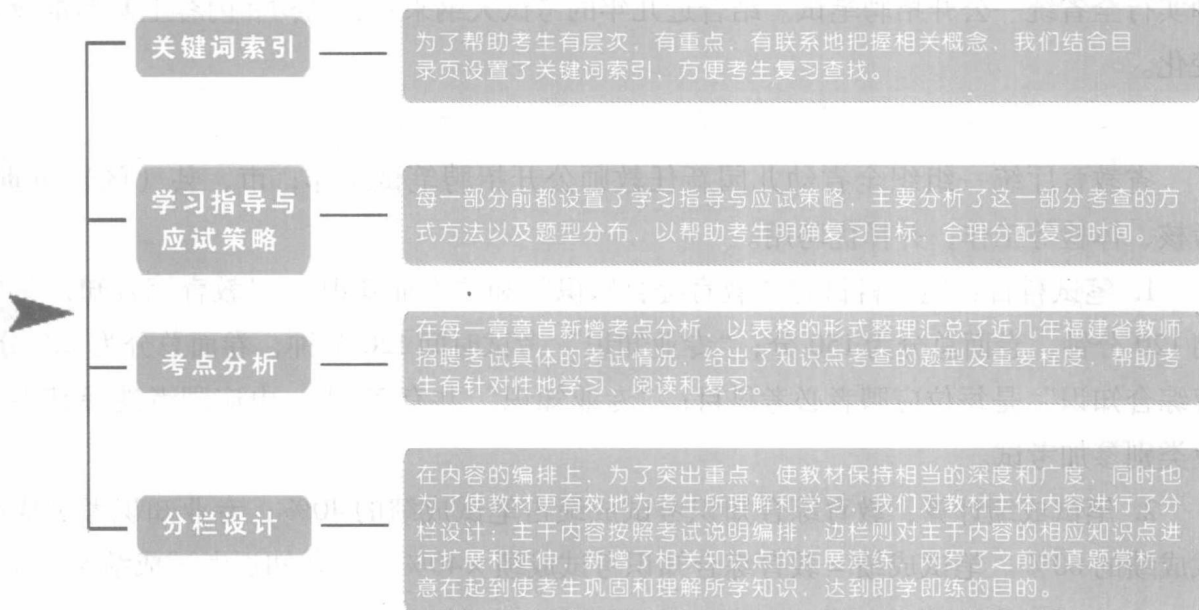 关键词索引
为了帮助考生有层次，有重点，有联系地把握相关概念，我们结合目
录页设置了关键词索引，方便考生复习查找。
学习指导与
应试策略
每一部分前都设置了学习指导与应试策略，主要分析了这一部分考查的方
式方法以及题型分布，以帮助考生明确复习目标，合理分配复习时间。
考点分析
在每一章章首新增考点分析，以表格的形式整理汇总了近几年福建省教师
招聘考试具体的考试情况，给出了知识点考查的题型及重要程度，帮助考
生有针对性地学习、阅读和复习。
分栏设计
在内容的编排上，为了突出重点，使教材保持相当的深度和广度，同时也
为了使教材更有效地为考生所理解和学习，我们对教材主体内容进行了分
栏设计：主干内容按照考试说明编排，边栏则对主干内容的相应知识点进
行扩展和延伸，新增了相关知识点的拓展演练，网罗了之前的真题赏析，
意在起到使考生巩固和理解所学知识，达到即学即练的目的。